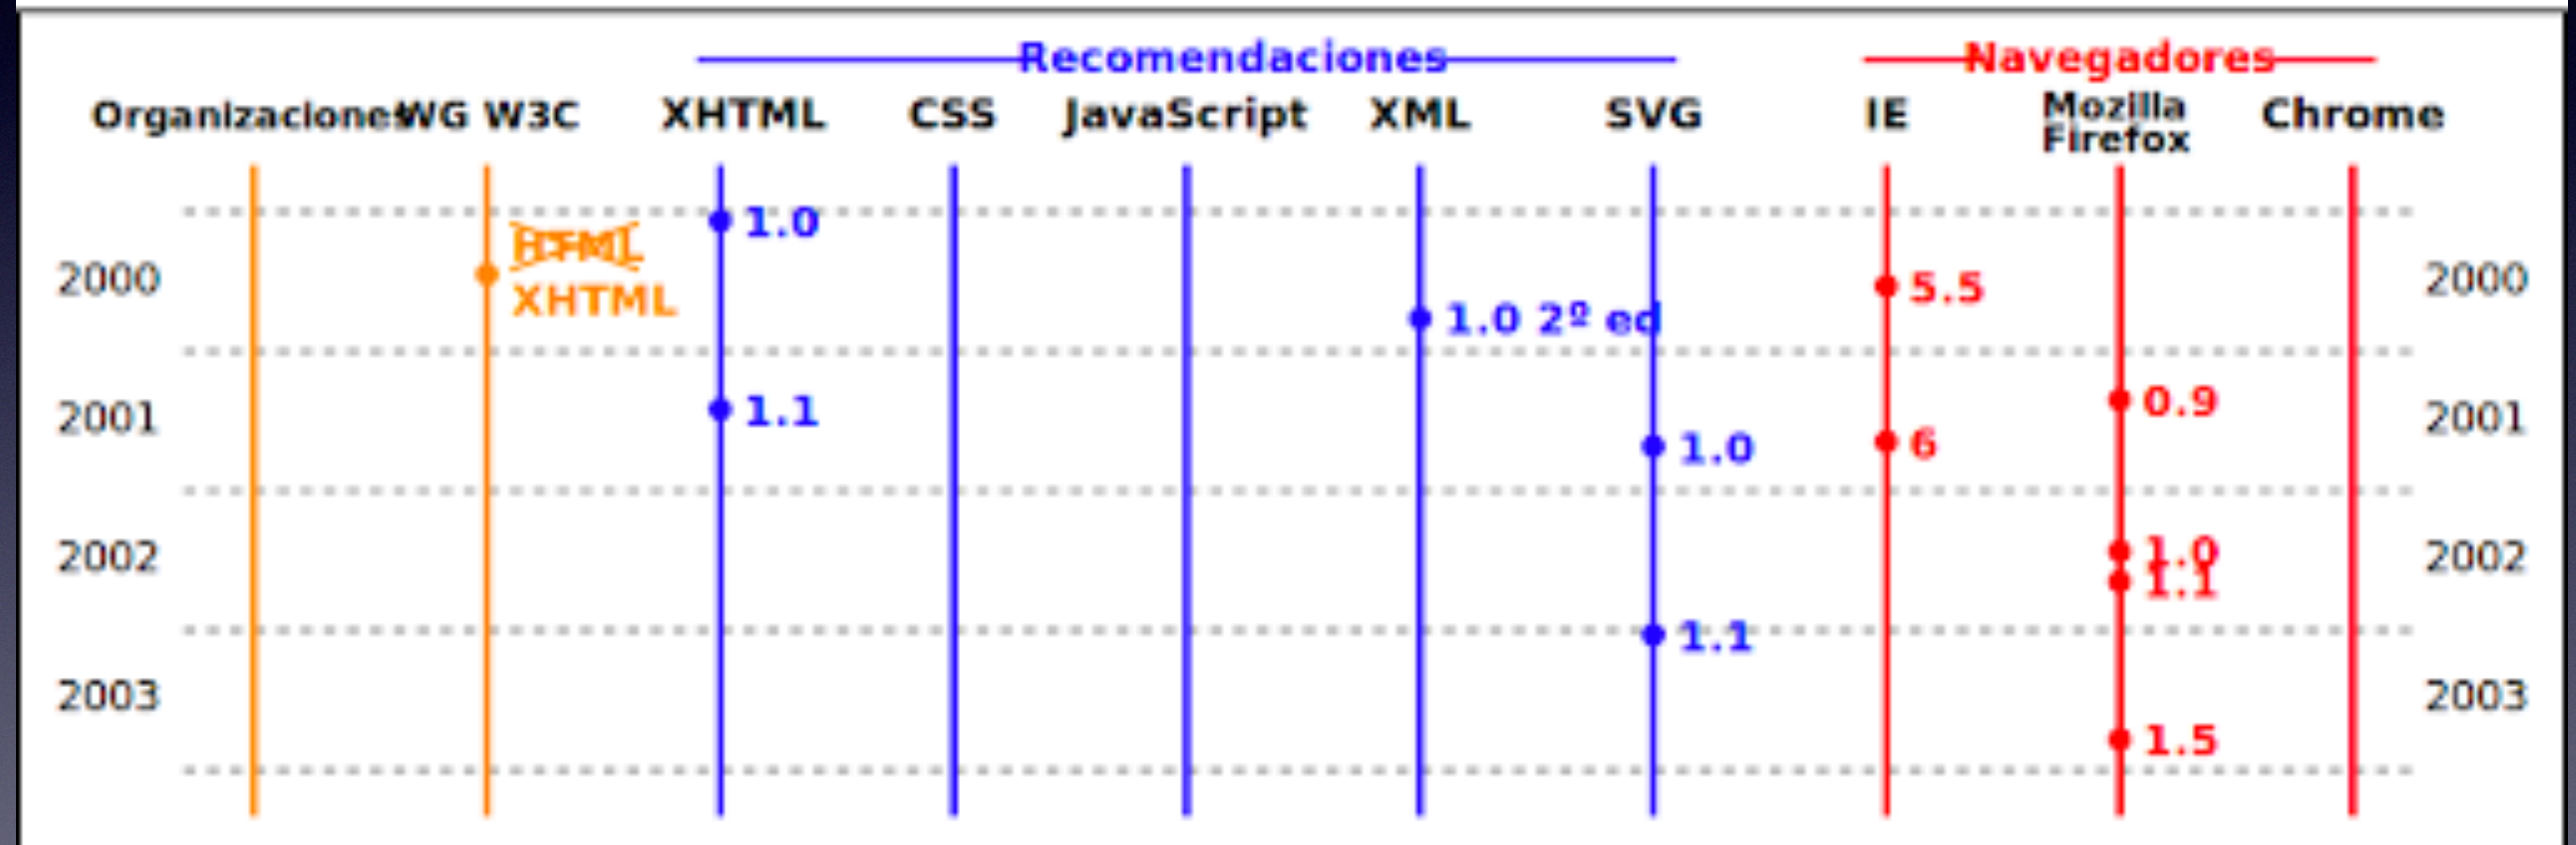 Recomendaciones Navegadores
Organizaciones WG W3C XHTML CSS JavaScript XML SVG IE Mozilla Firefox Chrome
1.0
HTML
2000 XHTML 1.0 2º ed 5.5 2000
2001 1.1 1.0 6 0.9 2001
2002 1.0 2002
1.1
1.1
2003 1.5 2003